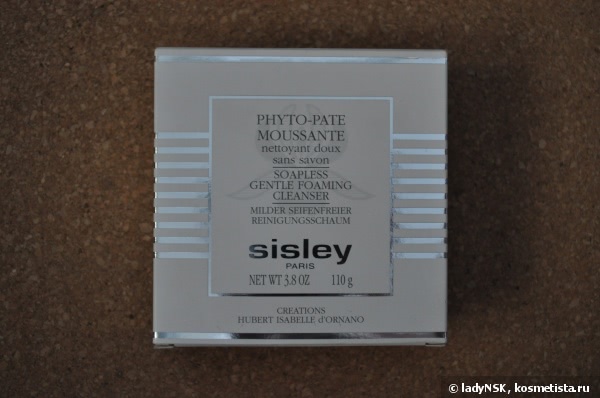 PHYTO-PATE
MOUSSANTE
nettoyant doux
sans savon
SOAPLESS
GENTLE FOAMING
CLEANSER
MILDER SEIFENFREIER
REINIGUNGSSCHAUM
sisley
PARIS
NET WT 3.8 OZ 110 g
CREATIONS
HUBERT ISABELLE d'ORNANO
© ladyNSK, kosmetista.ru